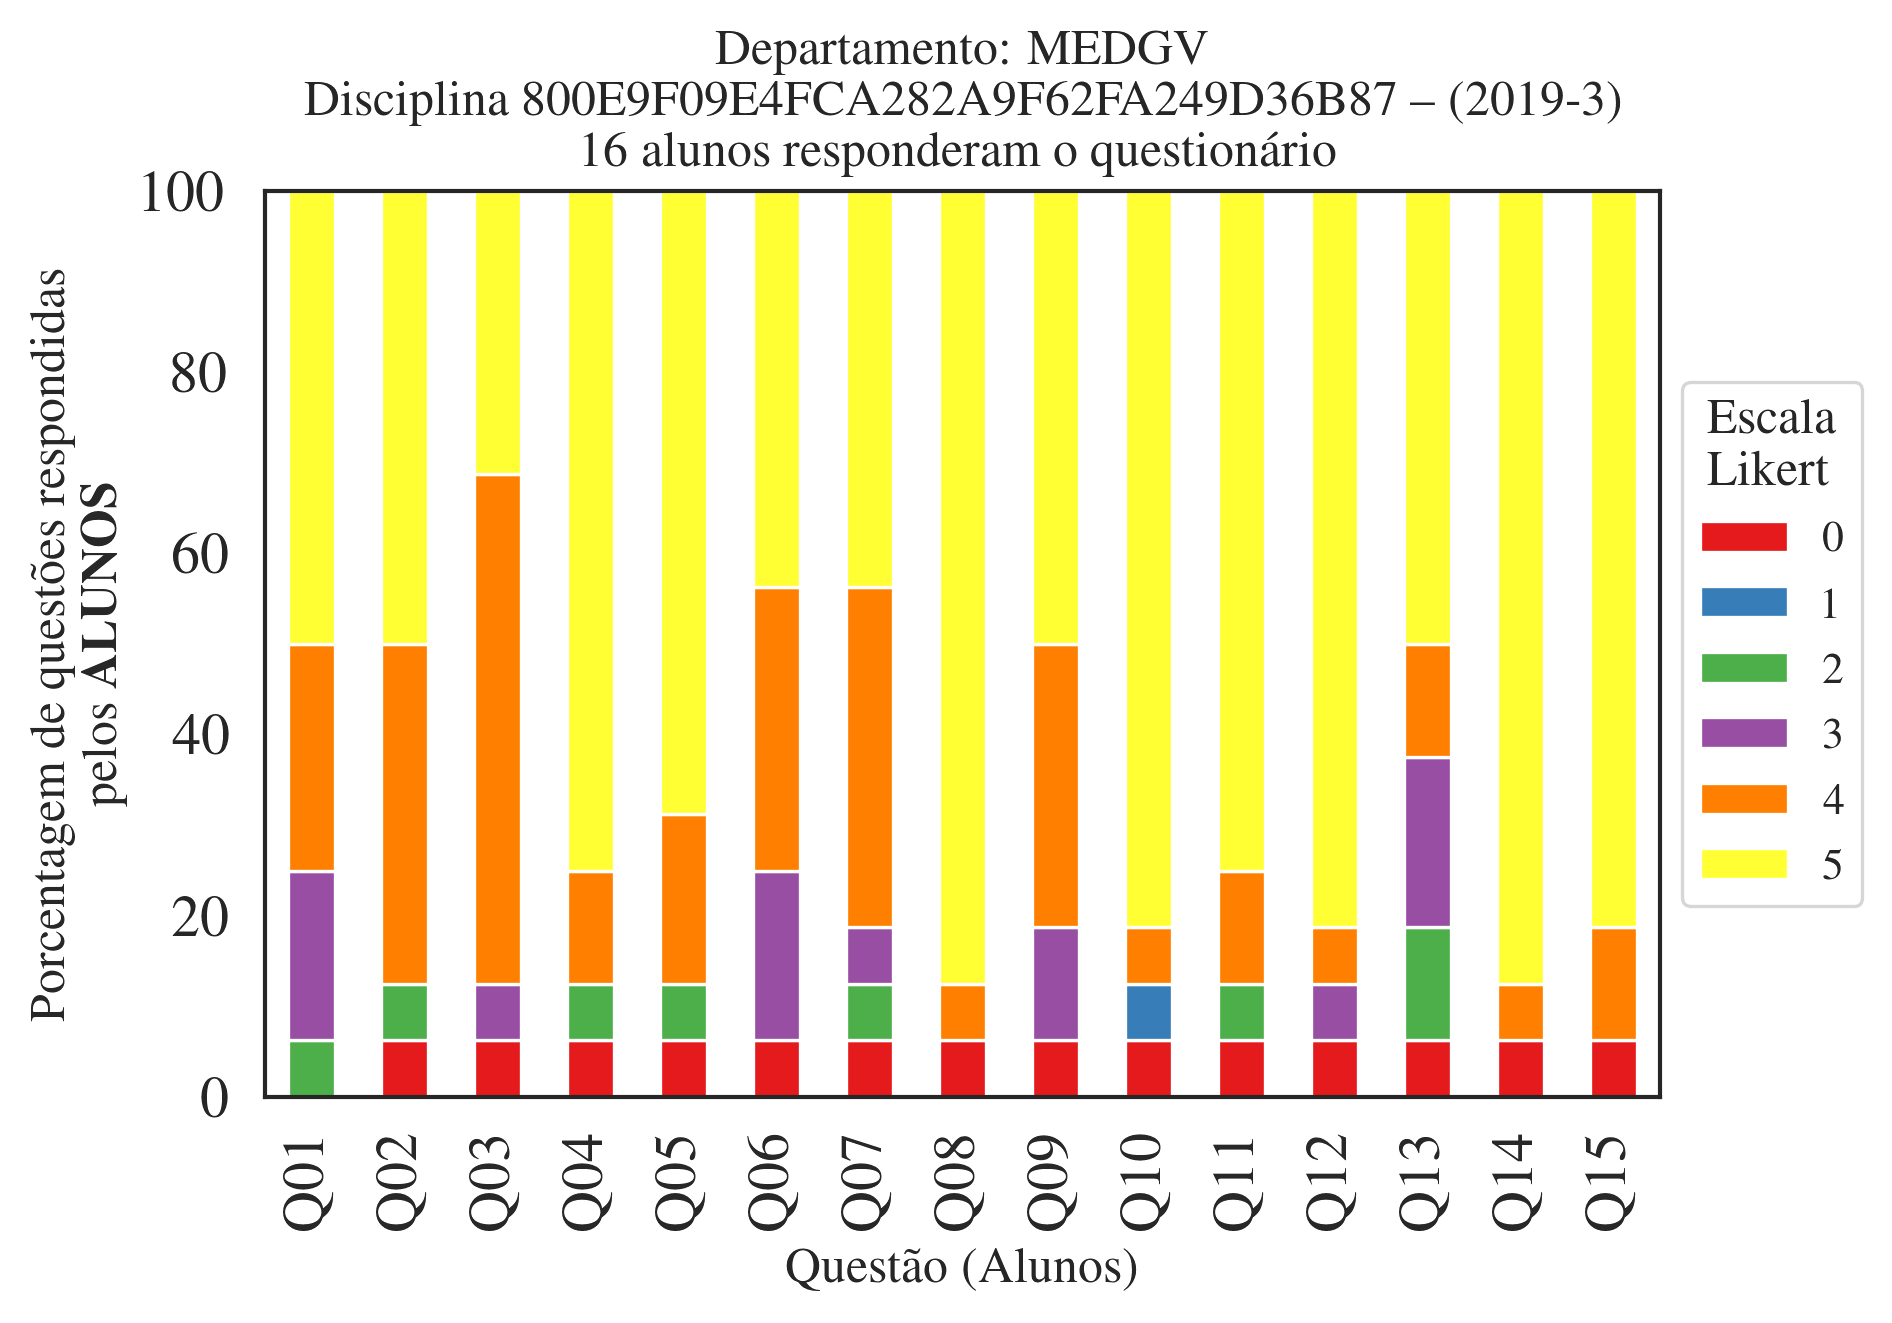 Departamento: MEDGV
Disciplina 800E9F09E4FCA282A9F62FA249D36B87 – (2019-3)
16 alunos responderam o questionário
Porcentagem de questões respondidas
pelos ALUNOS
100
80
60
40
20
0
Q01
Q02
Q03
Q04
Q05
Q06
Q07
Q08
Q09
Q10
Q11
Q12
Q13
Q14
Q15
Questão (Alunos)
Escala
Likert
0
1
2
3
4
5